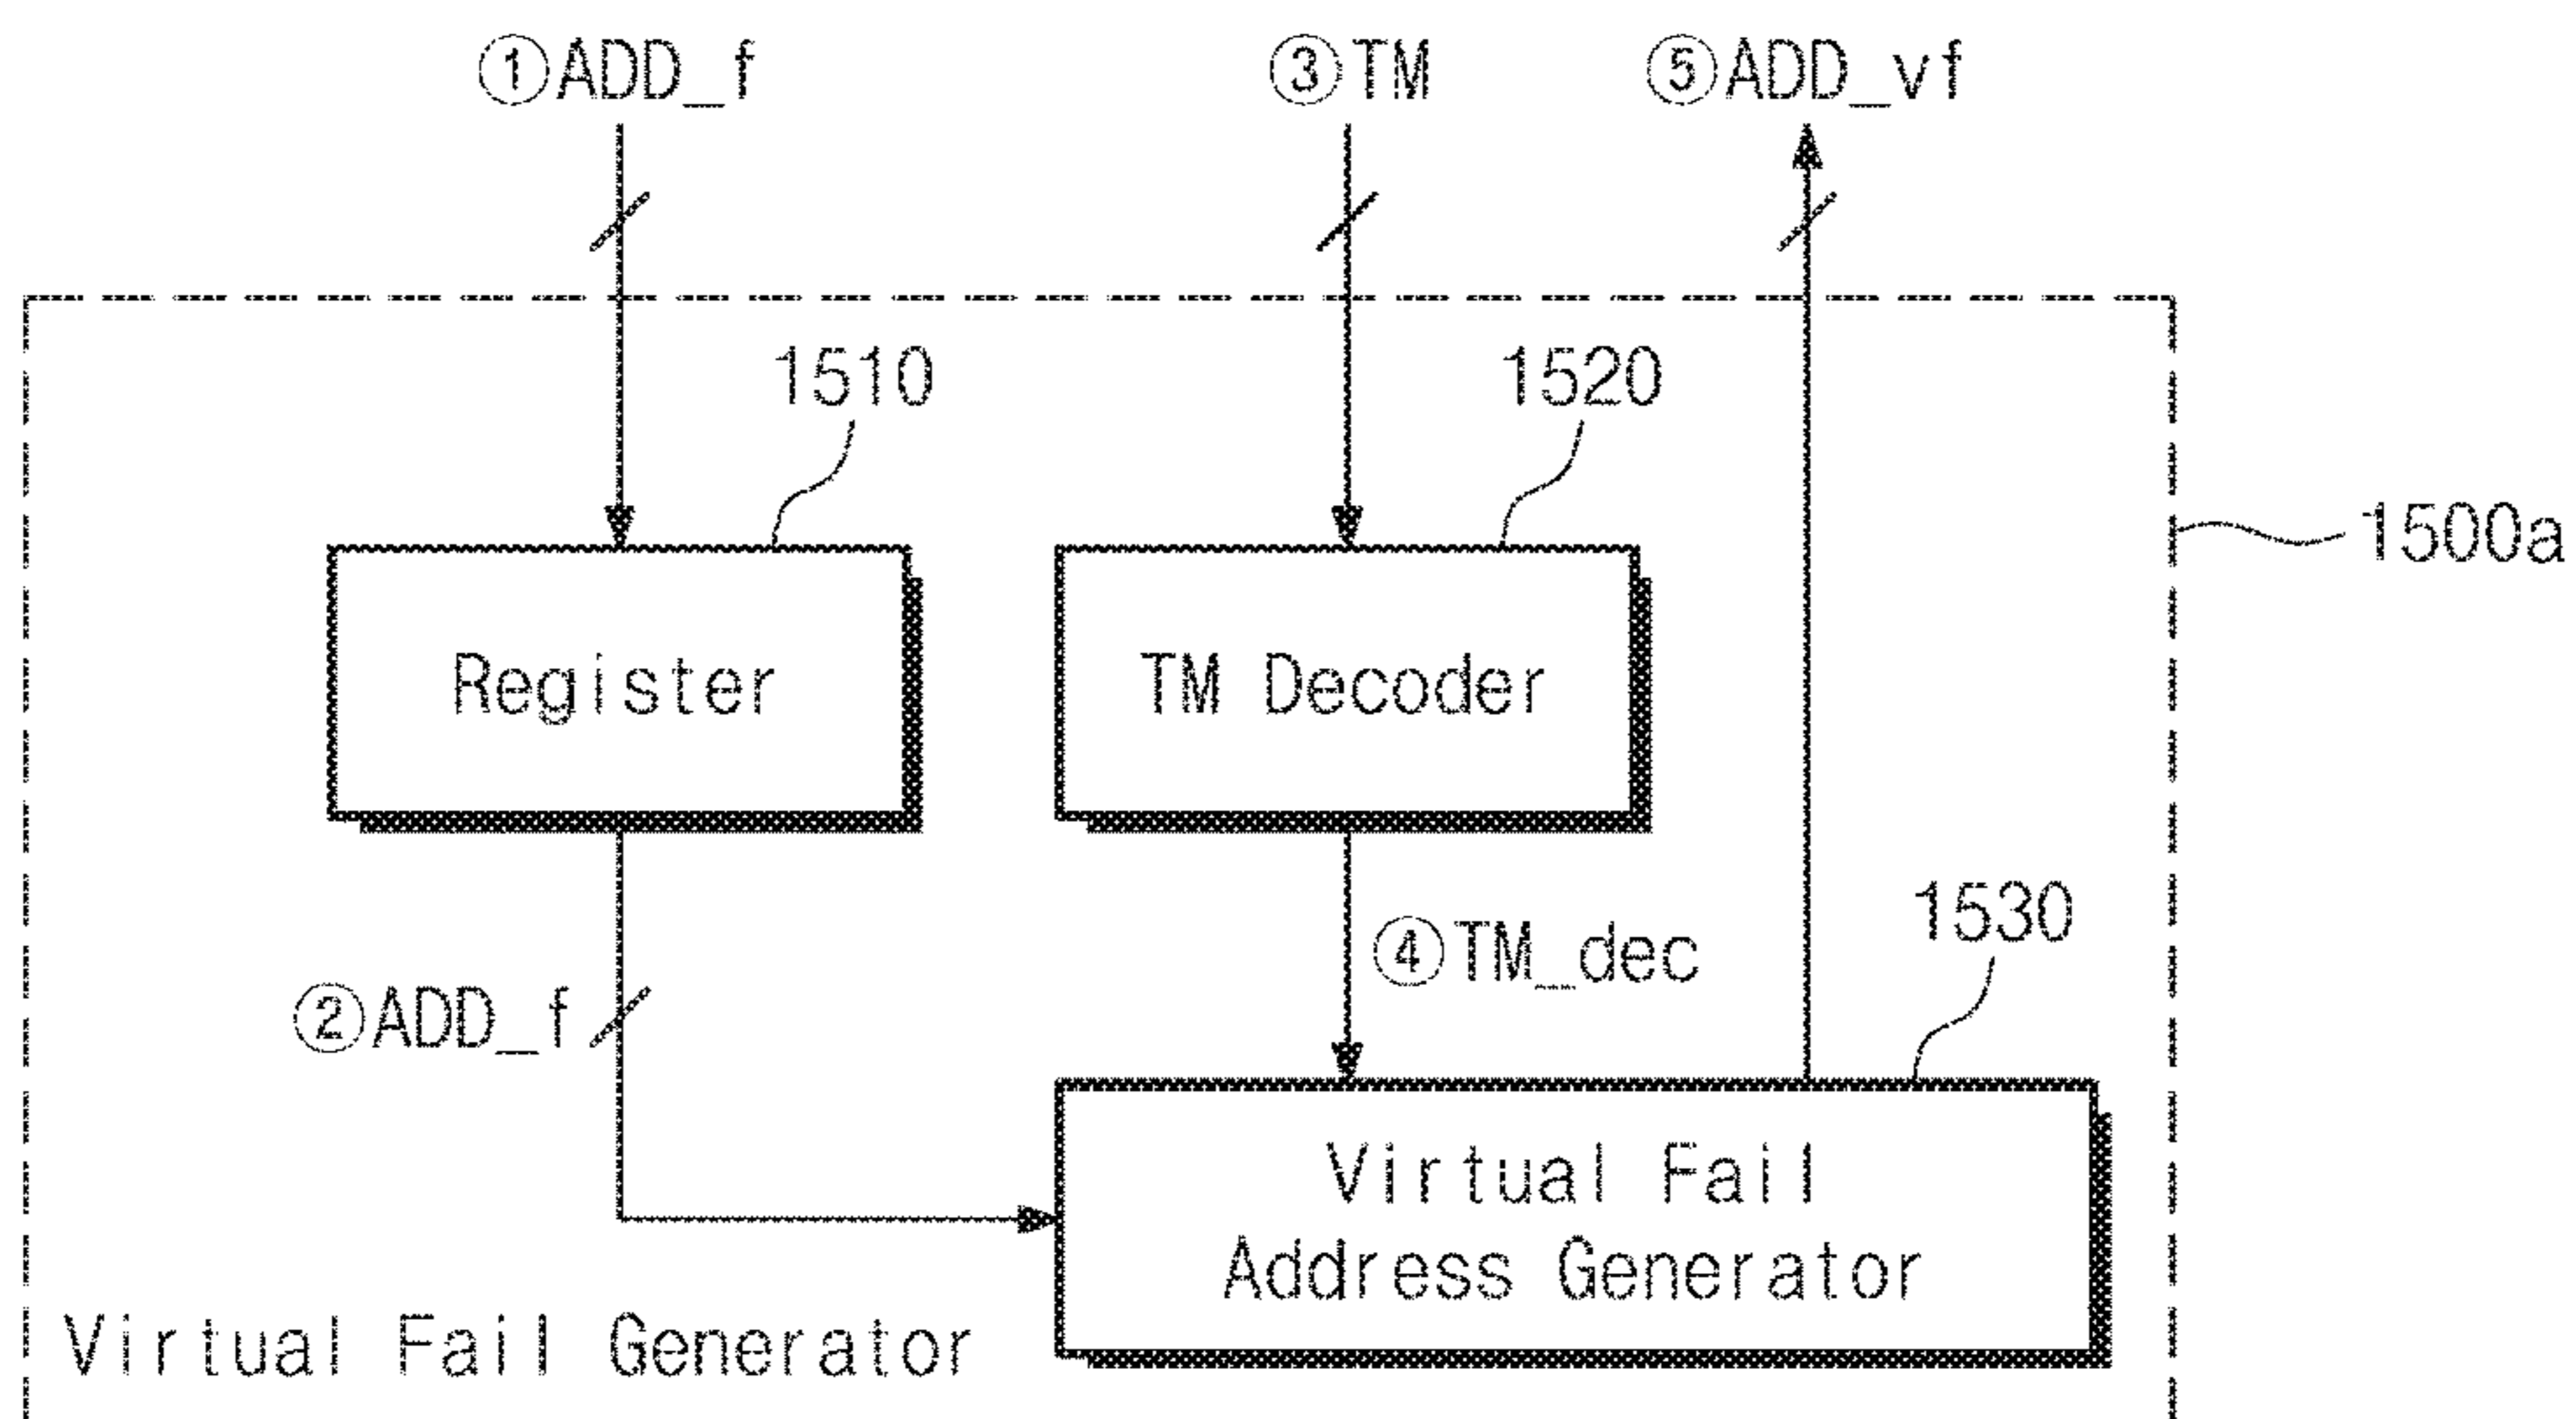 ①ADD_f
③TM
⑤ADD_vf
1510
1520
1500a
Register
TM Decoder
1530
④TM_dec
②ADD_f
Virtual Fail
Address Generator
Virtual Fail Generator